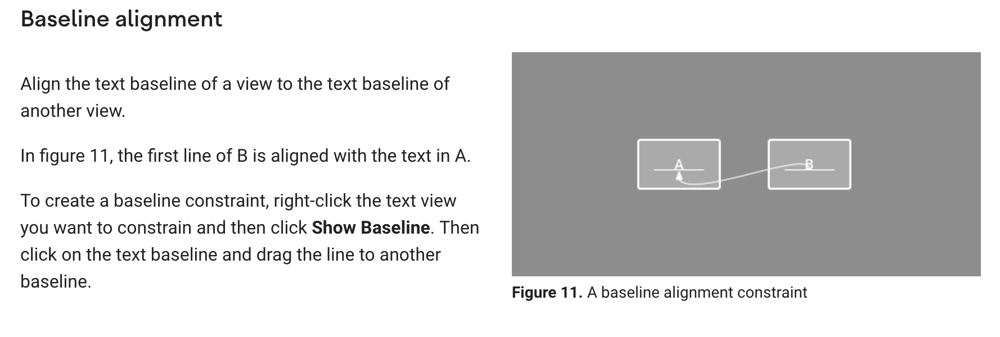 Baseline alignment
Align the text baseline of a view to the text baseline of
another view.
In figure 11, the first line of B is aligned with the text in A.
To create a baseline constraint, right-click the text view
you want to constrain and then click Show Baseline. Then
click on the text baseline and drag the line to another
baseline.
A
B
Figure 11. A baseline alignment constraint